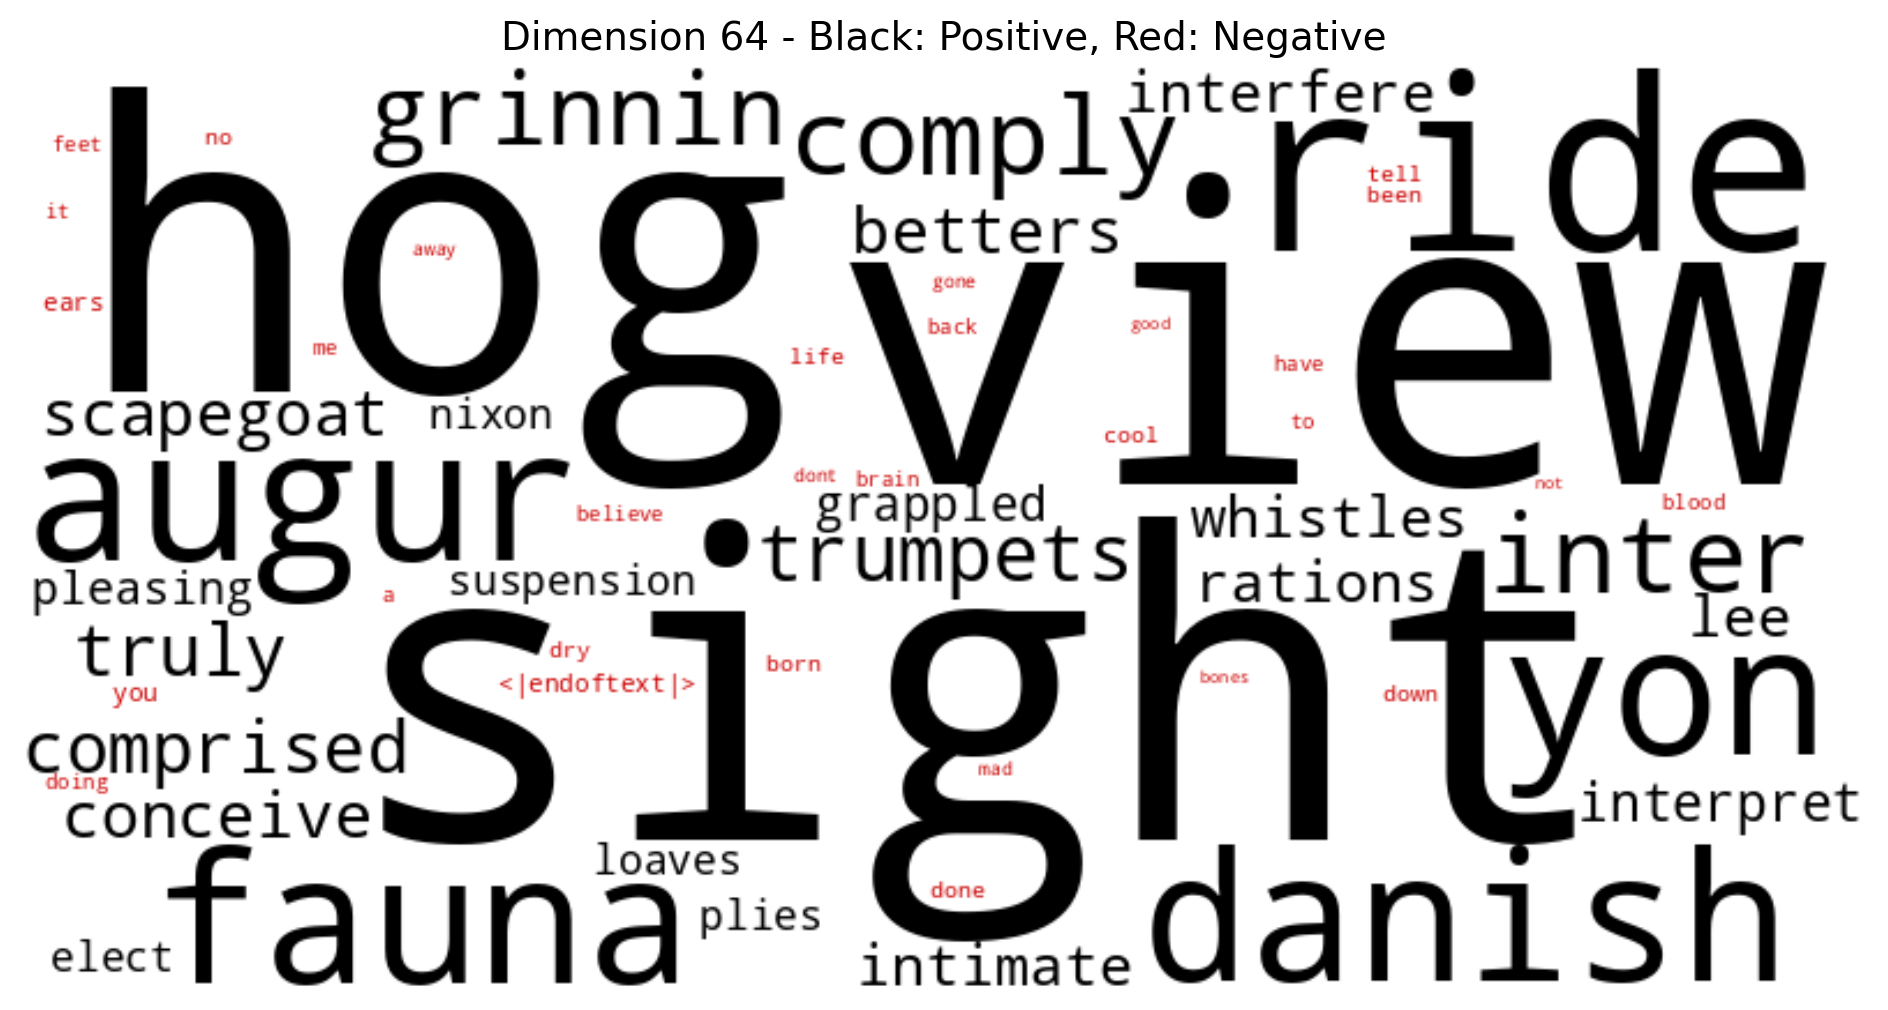 Dimension 64 - Black: Positive, Red: Negative
grinnin
interfere
ride
comply
feet
no
hog
tell
been
it
betters
away
view
gone
ears
back
good
me
life
have
scapegoat
nixon
to
cool
augur
dont
brain
not
grappled
blood
believe
whistles
trumpets
inter
pleasing
a
suspension
rations
lee
truly
sight
dry
yon
<|endoftext|>
born
bones
you
down
comprised
mad
doing
conceive
interpret
loaves
fauna
done
danish
plies
elect
intimate